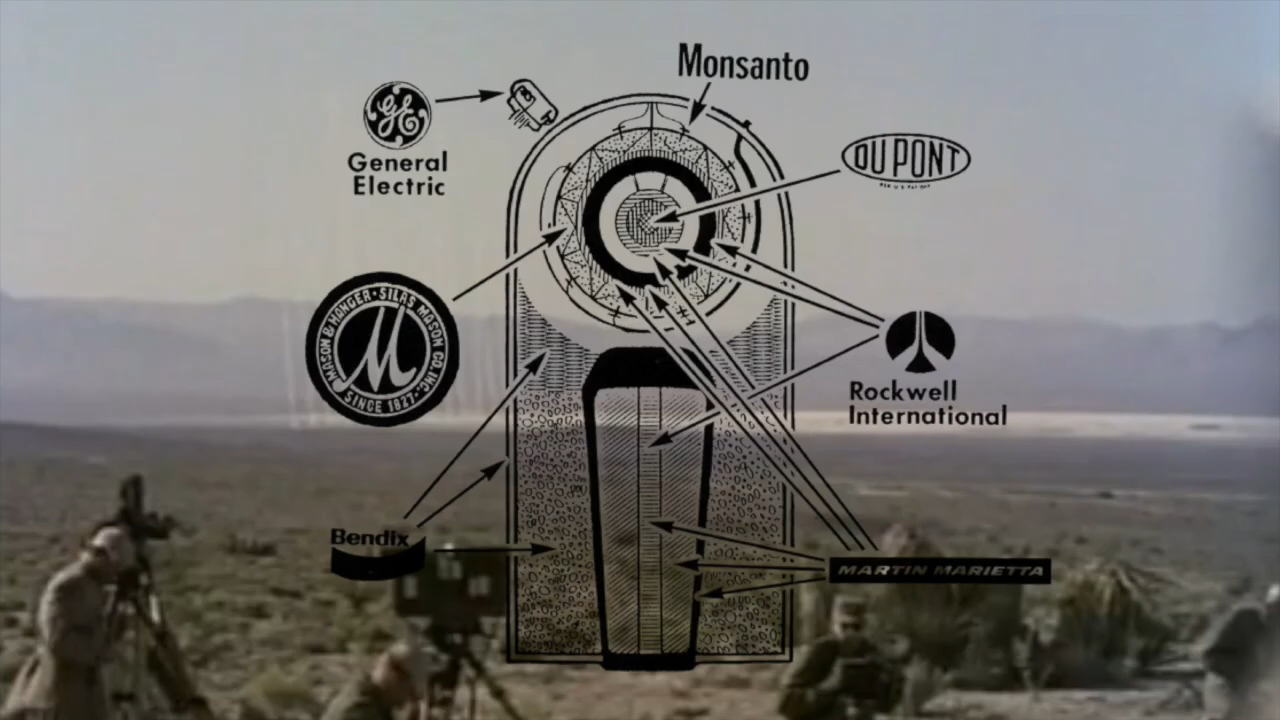 Monsanto
GE
General
Electric
DU PONT
MASON & HANGER·SILAS MASON CO., INC.
M
SINCE 1827
Rockwell
International
Bendix
MARTIN MARIETTA